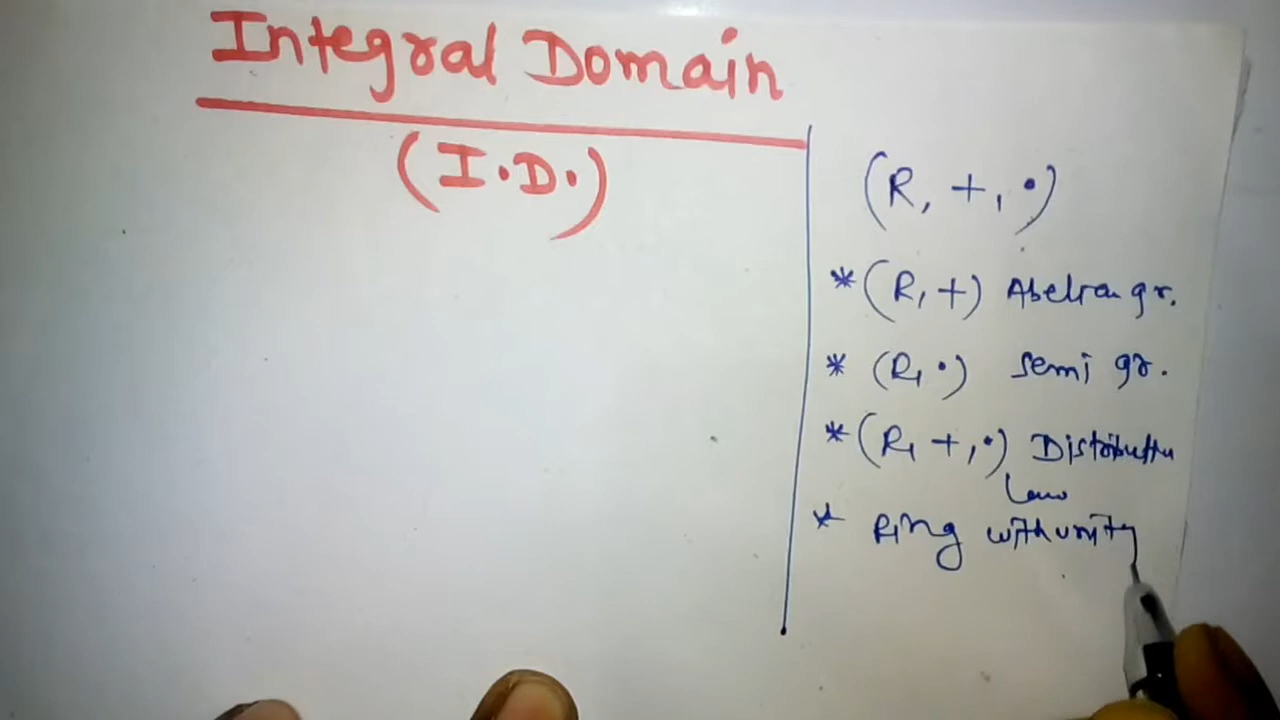 Integral Domain
(I.D.)
(R, +, •)
* (R, +) Abelian gr.
* (R, •) Semi gr.
* (R, +, •) Distributive
Law
* Ring with unity